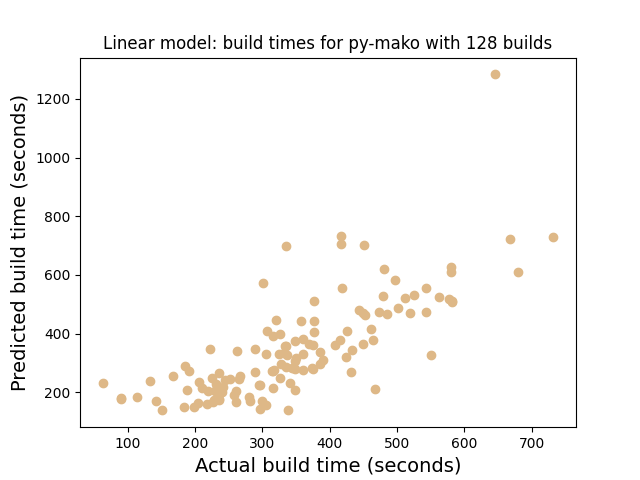 Linear model: build times for py-mako with 128 builds
Predicted build time (seconds)
1200
1000
800
600
400
200
100 200 300 400 500 600 700
Actual build time (seconds)